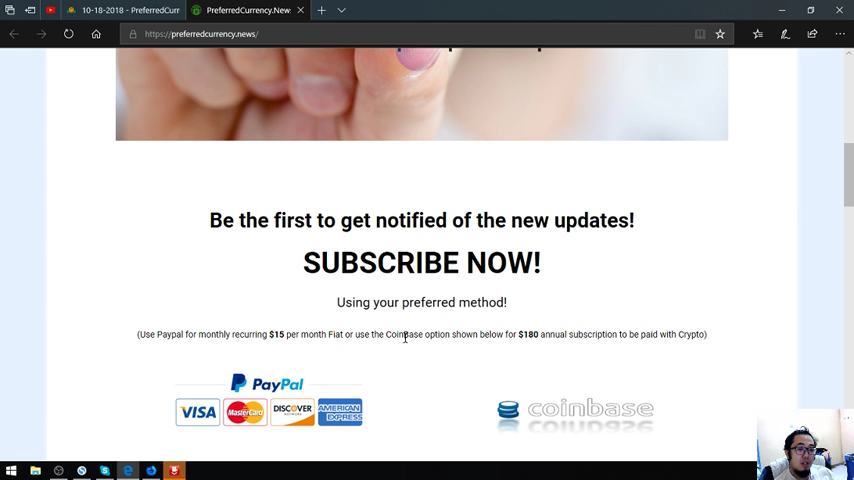 10-18-2018 - PreferredCurr
PreferredCurrency.New
https://preferredcurrency.news/
Be the first to get notified of the new updates!
SUBSCRIBE NOW!
Using your preferred method!
(Use Paypal for monthly recurring $15 per month Fiat or use the CoinBase option shown below for $180 annual subscription to be paid with Crypto)
PayPal
VISA MasterCard DISCOVER AMERICAN EXPRESS
coinbase